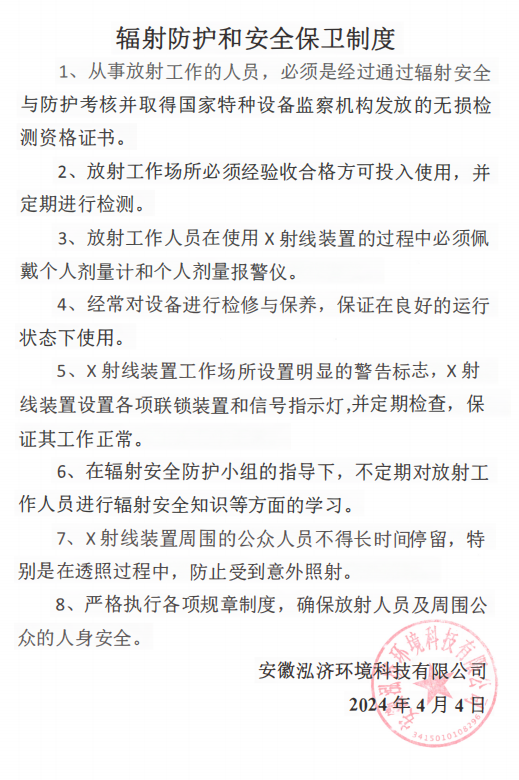 辐射防护和安全保卫制度
1、从事放射工作的人员，必须是经过通过辐射安全
与防护考核并取得国家特种设备监察机构发放的无损检
测资格证书。
2、放射工作场所必须经验收合格方可投入使用，并
定期进行检测。
3、放射工作人员在使用 X 射线装置的过程中必须佩
戴个人剂量计和个人剂量报警仪。
4、经常对设备进行检修与保养，保证在良好的运行
状态下使用。
5、X 射线装置工作场所设置明显的警告标志，X 射
线装置设置各项联锁装置和信号指示灯,并定期检查，保
证其工作正常。
6、在辐射安全防护小组的指导下，不定期对放射工
作人员进行辐射安全知识等方面的学习。
7、X 射线装置周围的公众人员不得长时间停留，特
别是在透照过程中，防止受到意外照射。
8、严格执行各项规章制度，确保放射人员及周围公
众的人身安全。
安徽泓济环境科技有限公司
2024 年 4 月 4 日
安徽泓济环境科技有限公司